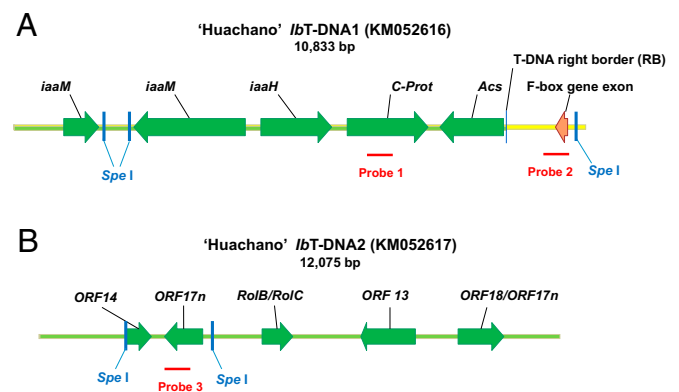 A
'Huachano' IbT-DNA1 (KM052616)
10,833 bp
T-DNA right border (RB)
iaaM iaaM iaaH C-Prot Acs F-box gene exon
Spe I Probe 1 Probe 2 Spe I
B
'Huachano' IbT-DNA2 (KM052617)
12,075 bp
ORF14 ORF17n RolB/RolC ORF 13 ORF18/ORF17n
Spe I Probe 3 Spe I